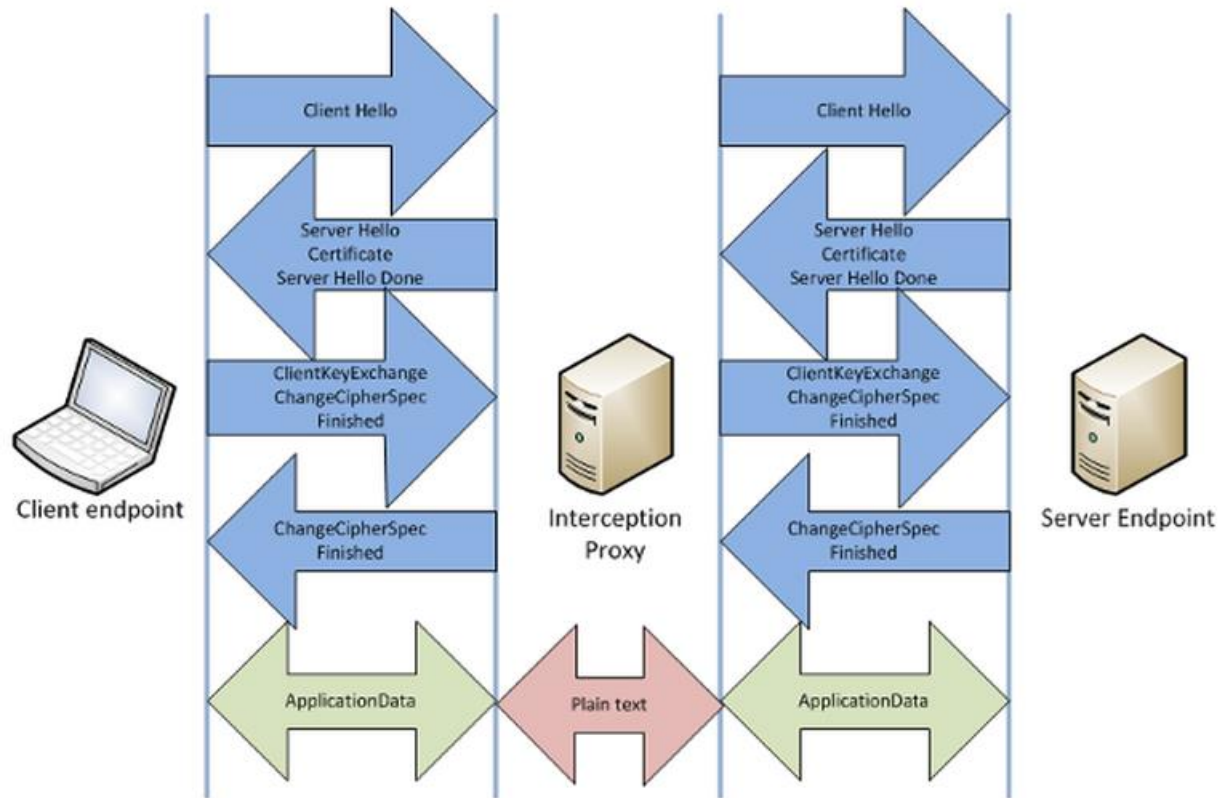 Client Hello
Client Hello
Server Hello
Certificate
Server Hello Done
Server Hello
Certificate
Server Hello Done
ClientKeyExchange
ChangeCipherSpec
Finished
ClientKeyExchange
ChangeCipherSpec
Finished
Client endpoint
Interception
Proxy
Server Endpoint
ChangeCipherSpec
Finished
ChangeCipherSpec
Finished
ApplicationData
Plain text
ApplicationData